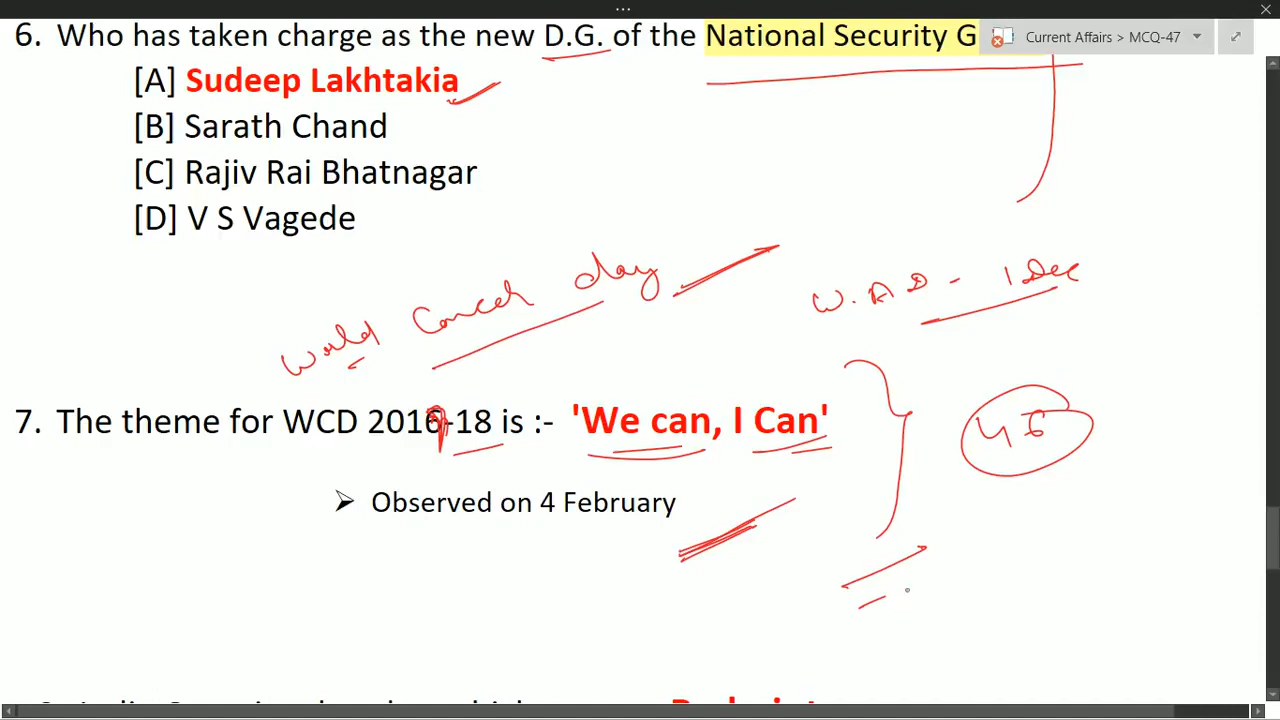 6. Who has taken charge as the new D.G. of the National Security G
Current Affairs > MCQ-47
[A] Sudeep Lakhtakia
[B] Sarath Chand
[C] Rajiv Rai Bhatnagar
[D] V S Vagede
World Cancer day
W.A.D - 1 Dec
7. The theme for WCD 2016-18 is :- 'We can, I Can'
➢ Observed on 4 February